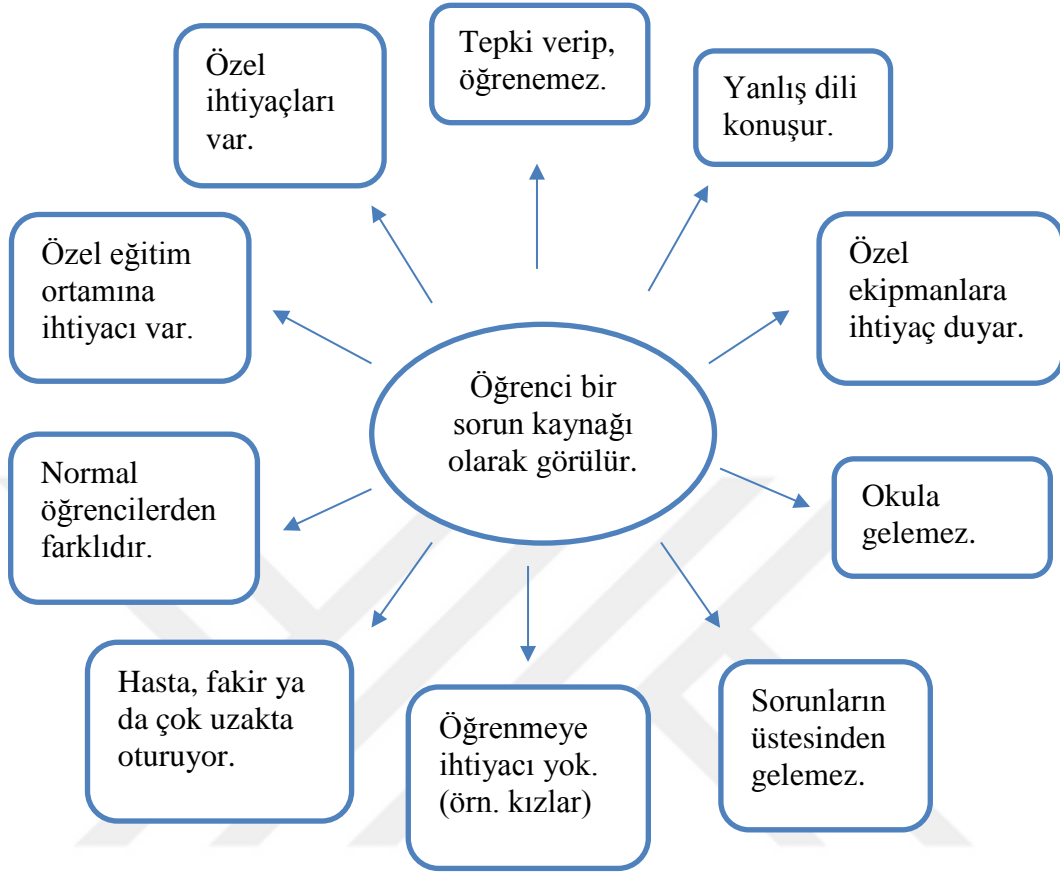 Tepki verip,
öğrenemez.
Özel
ihtiyaçları
var.
Yanlış dili
konuşur.
Özel eğitim
ortamına
ihtiyacı var.
Özel
ekipmanlara
ihtiyaç duyar.
Öğrenci bir
sorun kaynağı
olarak görülür.
Normal
öğrencilerden
farklıdır.
Okula
gelemez.
Hasta, fakir ya
da çok uzakta
oturuyor.
Öğrenmeye
ihtiyacı yok.
(örn. kızlar)
Sorunların
üstesinden
gelemez.